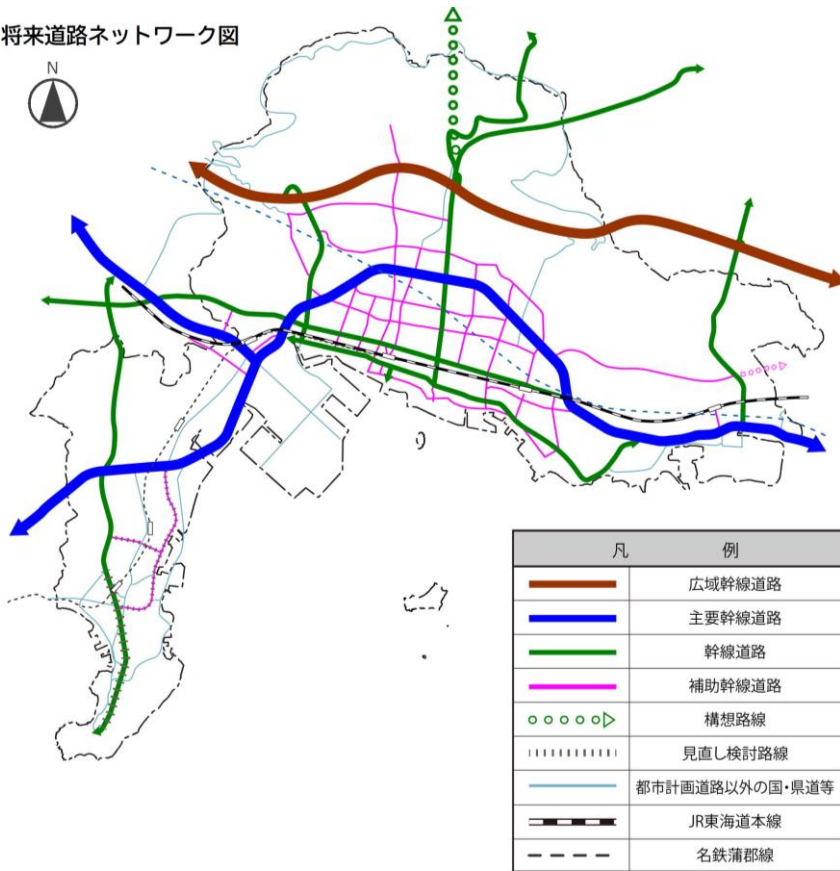 将来道路ネットワーク図
N
凡 例
広域幹線道路
主要幹線道路
幹線道路
補助幹線道路
構想路線
見直し検討路線
都市計画道路以外の国・県道等
JR東海道本線
名鉄蒲郡線